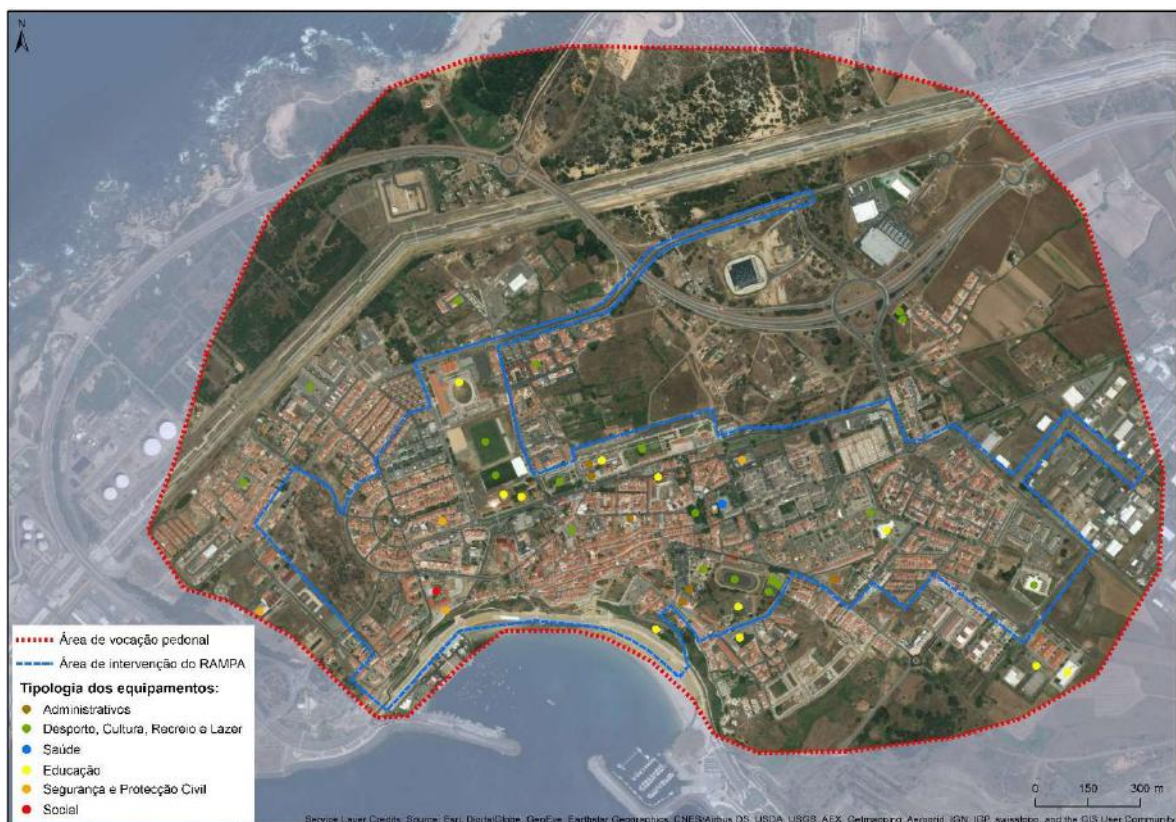 N
Área de vocação pedonal
Área de intervenção do RAMPA
Tipologia dos equipamentos:
Administrativos
Desporto, Cultura, Recreio e Lazer
Saúde
Educação
Segurança e Protecção Civil
Social
0 150 300 m
Service Layer Credits: Source: Esri, DigitalGlobe, GeoEye, Earthstar Geographics, CNES/Airbus DS, USDA, USGS, AEX, Getmapping, Aerogrid, IGN, IGP, swisstopo, and the GIS User Communit